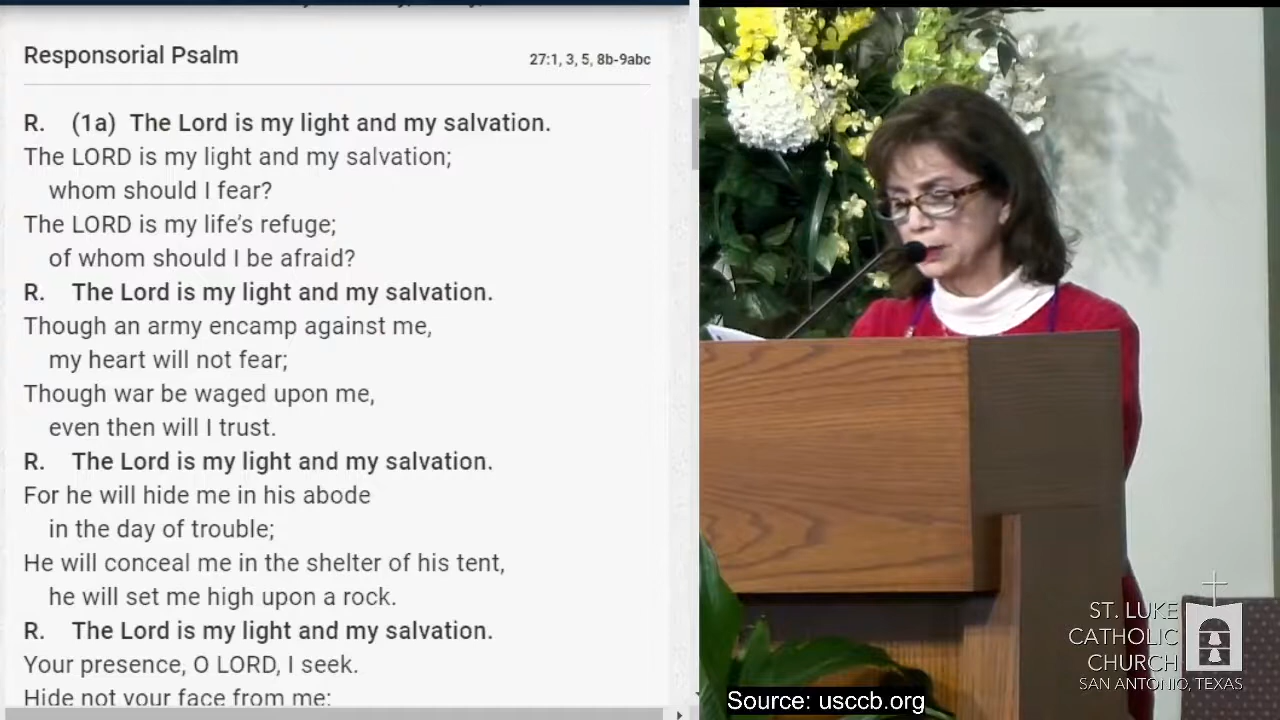 Responsorial Psalm
27:1, 3, 5, 8b-9abc
R. (1a) The Lord is my light and my salvation.
The LORD is my light and my salvation;
whom should I fear?
The LORD is my life’s refuge;
of whom should I be afraid?
R. The Lord is my light and my salvation.
Though an army encamp against me,
my heart will not fear;
Though war be waged upon me,
even then will I trust.
R. The Lord is my light and my salvation.
For he will hide me in his abode
in the day of trouble;
He will conceal me in the shelter of his tent,
he will set me high upon a rock.
R. The Lord is my light and my salvation.
Your presence, O LORD, I seek.
Hide not your face from me;
Source: usccb.org
ST. LUKE
CATHOLIC
CHURCH
SAN ANTONIO, TEXAS